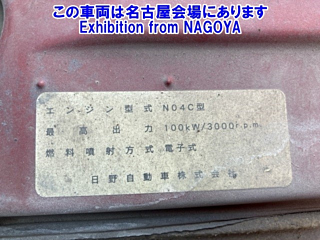 この車両は名古屋会場にあります
Exhibition from NAGOYA
エンジン型式 N04C型
最高出力 100kW/3000r.p.m.
燃料噴射方式 電子式
日野自動車株式会社